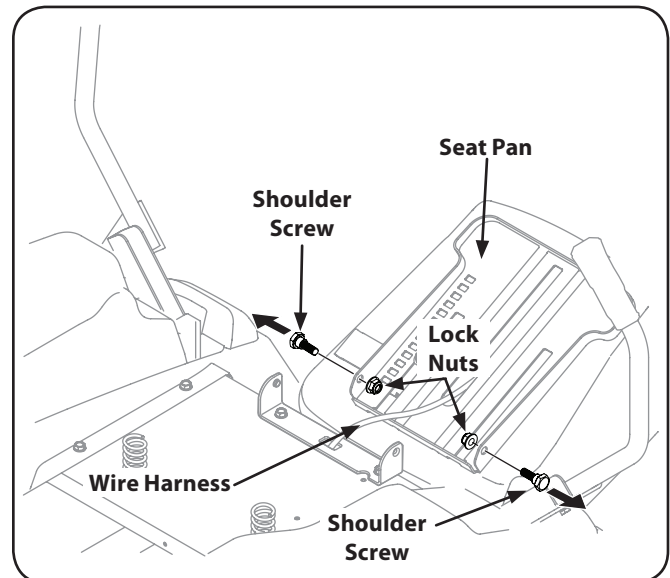 Seat Pan
Shoulder
Screw
Lock
Nuts
Wire Harness
Shoulder
Screw